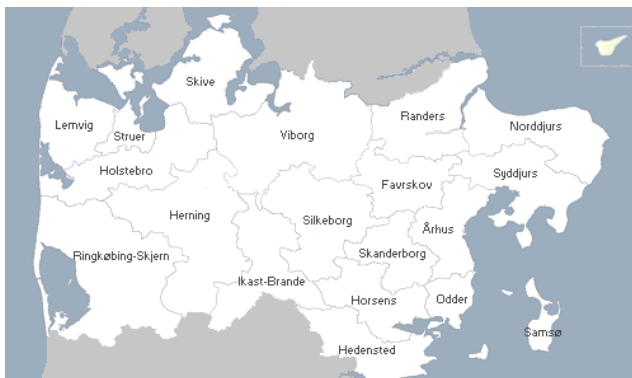 Skive
Lemvig
Struer
Viborg
Randers
Norddjurs
Holstebro
Favrskov
Syddjurs
Herning
Silkeborg
Århus
Ringkøbing-Skjern
Skanderborg
Ikast-Brande
Horsens
Odder
Samsø
Hedensted